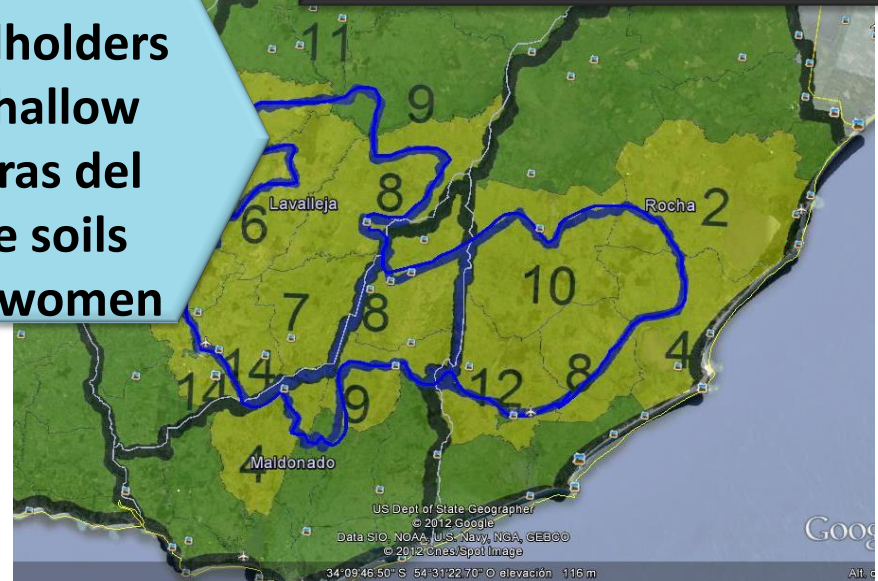 lholders
hallow
ras del
e soils
women
11
9
8
Lavalleja
6
Rocha
2
10
7
8
4
14
14
9
12
8
4
Maldonado
US Dept of State Geographer
© 2012 Google
Data SIO, NOAA, U.S. Navy, NGA, GEBCO
© 2012 Cnes/Spot Image
Goog
34°09'46.50" S 54°31'22.70" O elevación 116 m
Alt. o